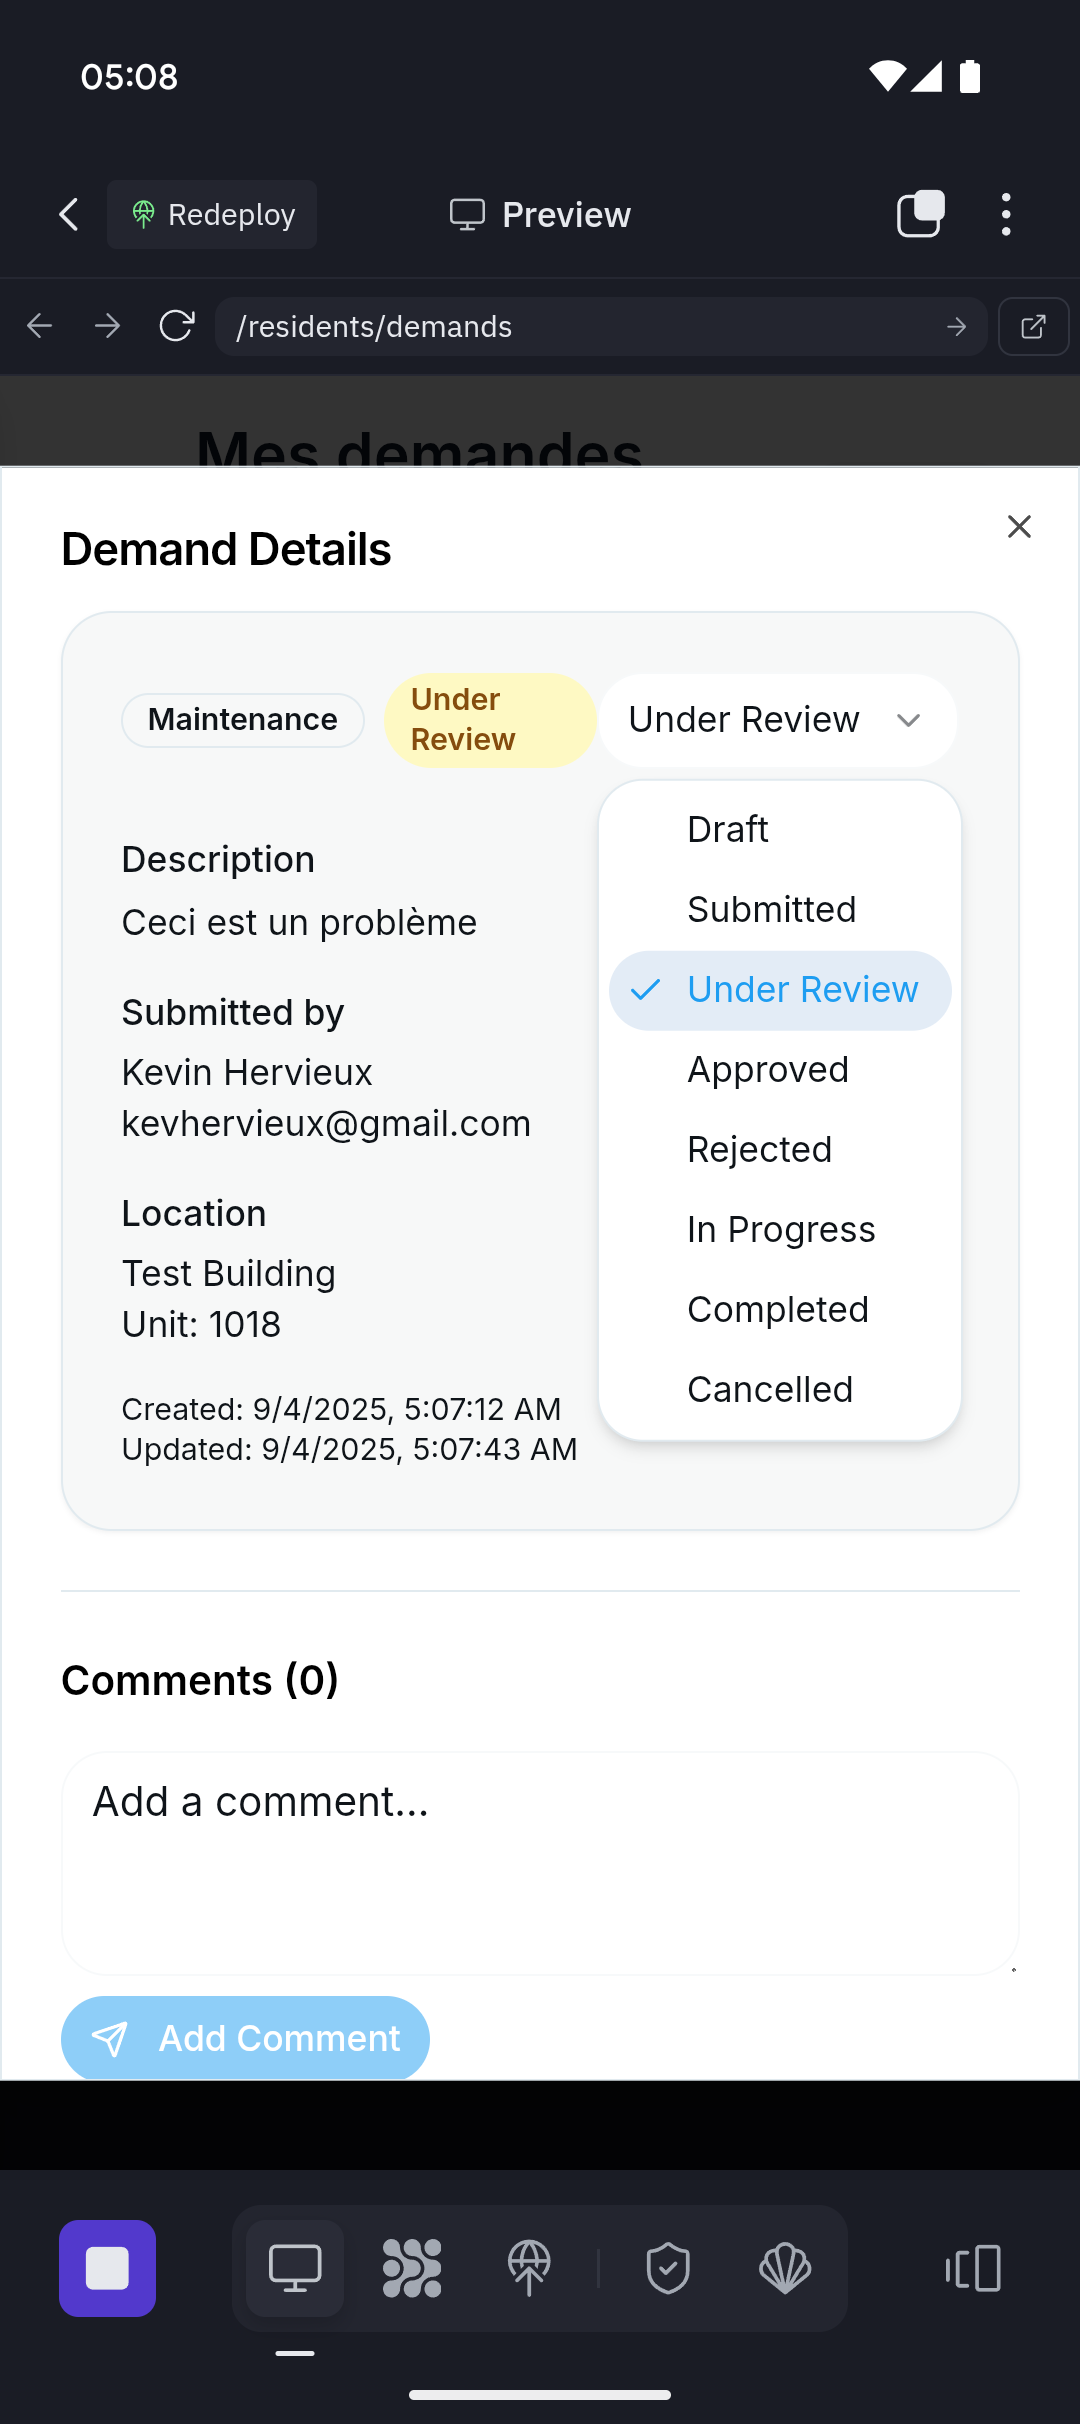 05:08
Redeploy
Preview
/residents/demands
Mes demandes
Demand Details
Maintenance
Under
Review
Under Review
Draft
Submitted
Under Review
Approved
Rejected
In Progress
Completed
Cancelled
Description
Ceci est un problème
Submitted by
Kevin Hervieux
kevhervieux@gmail.com
Location
Test Building
Unit: 1018
Created: 9/4/2025, 5:07:12 AM
Updated: 9/4/2025, 5:07:43 AM
Comments (0)
Add a comment...
Add Comment